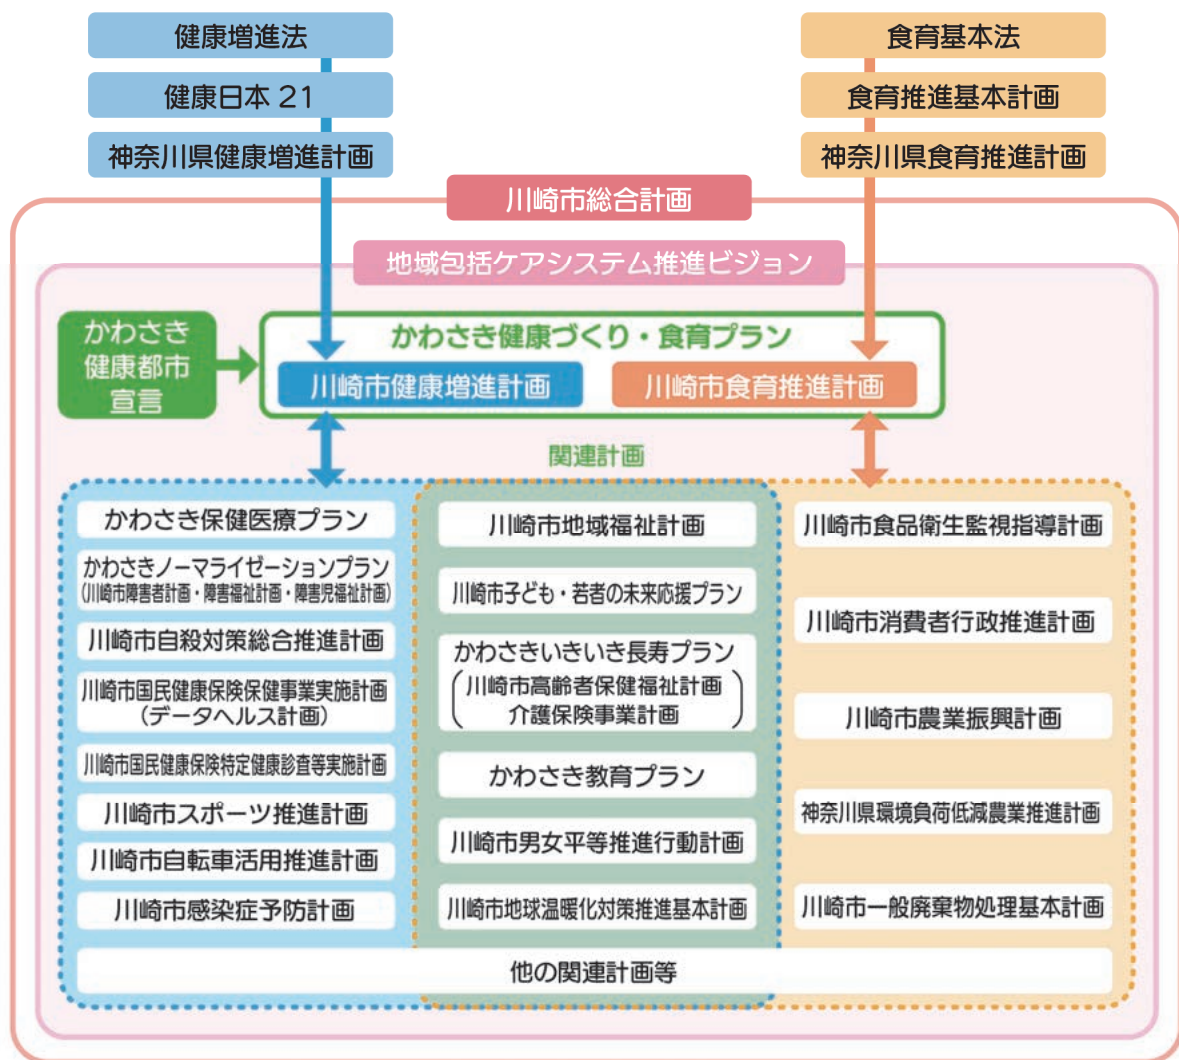 健康増進法
健康日本 21
神奈川県健康増進計画
食育基本法
食育推進基本計画
神奈川県食育推進計画
川崎市総合計画
地域包括ケアシステム推進ビジョン
かわさき
健康都市
宣言
かわさき健康づくり・食育プラン
川崎市健康増進計画
川崎市食育推進計画
関連計画
かわさき保健医療プラン
かわさきノーマライゼーションプラン
(川崎市障害者計画・障害福祉計画・障害児福祉計画)
川崎市自殺対策総合推進計画
川崎市国民健康保険保健事業実施計画
(データヘルス計画)
川崎市国民健康保険特定健康診査等実施計画
川崎市スポーツ推進計画
川崎市自転車活用推進計画
川崎市感染症予防計画
川崎市地域福祉計画
川崎市子ども・若者の未来応援プラン
かわさきいきいき長寿プラン
(川崎市高齢者保健福祉計画
介護保険事業計画)
かわさき教育プラン
川崎市男女平等推進行動計画
川崎市地球温暖化対策推進基本計画
川崎市食品衛生監視指導計画
川崎市消費者行政推進計画
川崎市農業振興計画
神奈川県環境負荷低減農業推進計画
川崎市一般廃棄物処理基本計画
他の関連計画等